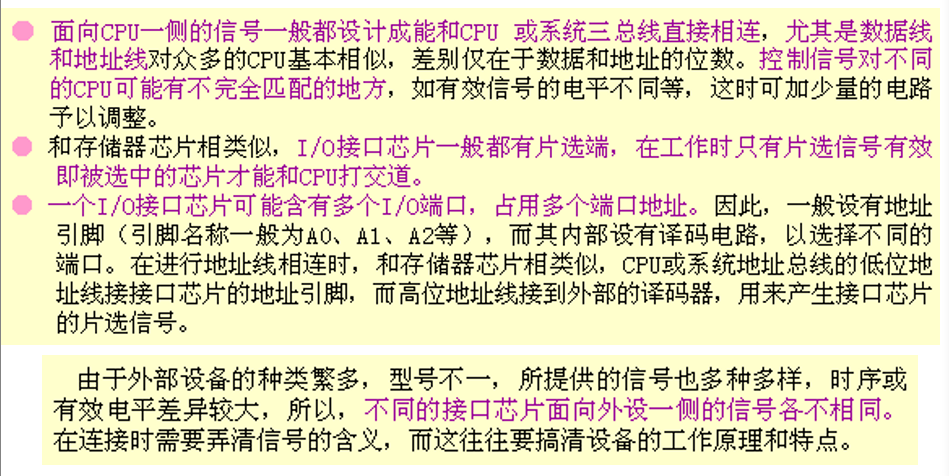 面向CPU一侧的信号一般都设计成能和CPU 或系统三总线直接相连，尤其是数据线
和地址线对众多的CPU基本相似，差别仅在于数据和地址的位数。控制信号对不同
的CPU可能有不完全匹配的地方，如有效信号的电平不同等，这时可加少量的电路
予以调整。
和存储器芯片相类似，I/O接口芯片一般都有片选端，在工作时只有片选信号有效
即被选中的芯片才能和CPU打交道。
一个I/O接口芯片可能含有多个I/O端口，占用多个端口地址。因此，一般设有地址
引脚（引脚名称一般为A0、A1、A2等），而其内部设有译码电路，以选择不同的
端口。在进行地址线相连时，和存储器芯片相类似，CPU或系统地址总线的低位地
址线接接口芯片的地址引脚，而高位地址线接到外部的译码器，用来产生接口芯片
的片选信号。
由于外部设备的种类繁多，型号不一，所提供的信号也多种多样，时序或
有效电平差异较大，所以，不同的接口芯片面向外设一侧的信号各不相同。
在连接时需要弄清信号的含义，而这往往要搞清设备的工作原理和特点。